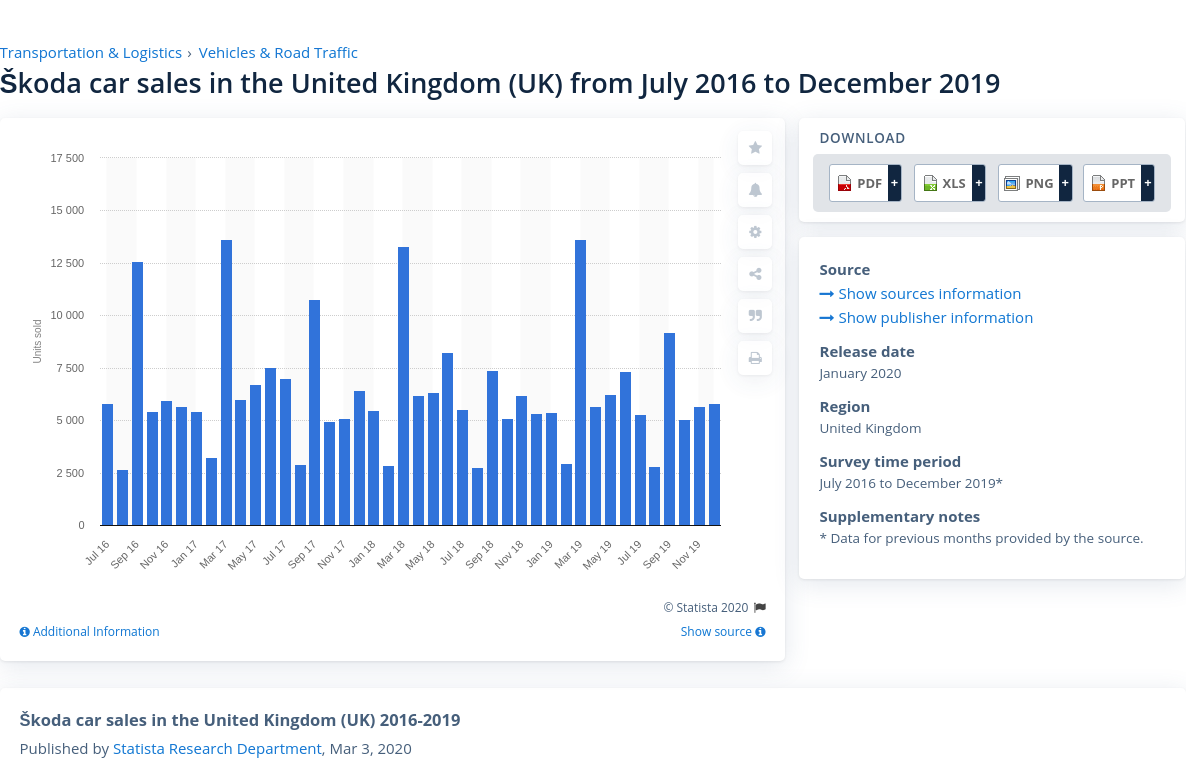 Transportation & Logistics › Vehicles & Road Traffic
Škoda car sales in the United Kingdom (UK) from July 2016 to December 2019
17 500
15 000
12 500
10 000
7 500
5 000
2 500
0
Units sold
Jul 16
Sep 16
Nov 16
Jan 17
Mar 17
May 17
Jul 17
Sep 17
Nov 17
Jan 18
Mar 18
May 18
Jul 18
Sep 18
Nov 18
Jan 19
Mar 19
May 19
Jul 19
Sep 19
Nov 19
© Statista 2020
Additional Information
Show source
DOWNLOAD
PDF + XLS + PNG + PPT +
Source
Show sources information
Show publisher information
Release date
January 2020
Region
United Kingdom
Survey time period
July 2016 to December 2019*
Supplementary notes
* Data for previous months provided by the source.
Škoda car sales in the United Kingdom (UK) 2016-2019
Published by Statista Research Department, Mar 3, 2020